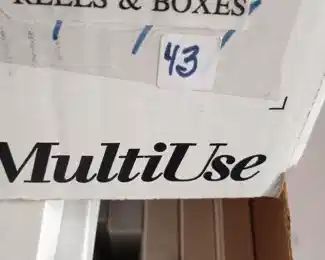 REELS & BOXES
43
MultiUse